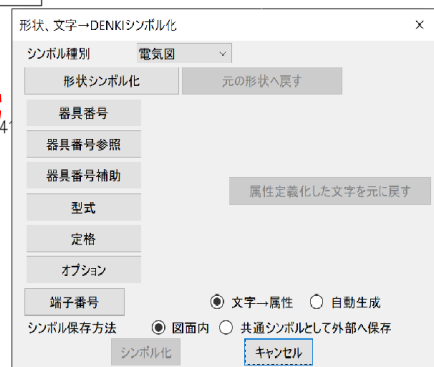 形状、文字→DENKIシンボル化 ×
シンボル種別 電気図
形状シンボル化 元の形状へ戻す
器具番号
41
器具番号参照
器具番号補助
属性定義化した文字を元に戻す
型式
定格
オプション
端子番号 文字→属性 自動生成
シンボル保存方法 図面内 共通シンボルとして外部へ保存
シンボル化 キャンセル